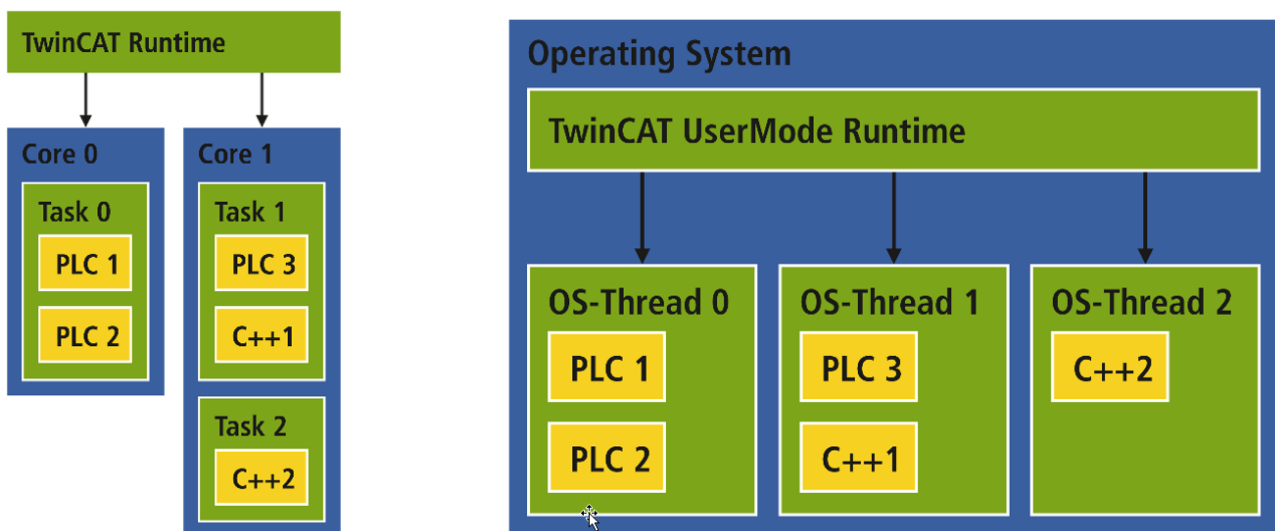 TwinCAT Runtime
Core 0
Task 0
PLC 1
PLC 2
Core 1
Task 1
PLC 3
C++1
Task 2
C++2
Operating System
TwinCAT UserMode Runtime
OS-Thread 0
PLC 1
PLC 2
OS-Thread 1
PLC 3
C++1
OS-Thread 2
C++2